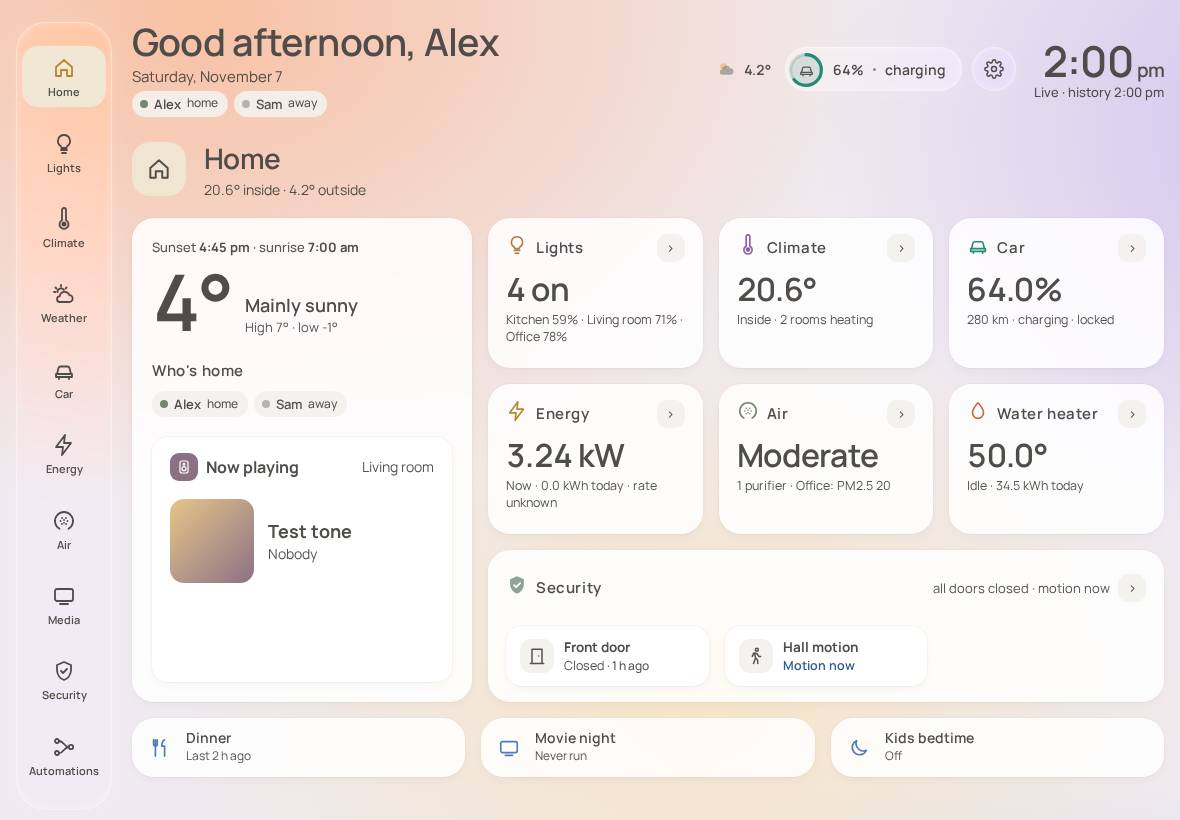 Good afternoon, Alex
Saturday, November 7
Alex home Sam away
4.2° 64% • charging
2:00 pm
Live · history 2:00 pm
Home
Lights
Climate
Weather
Car
Energy
Air
Media
Security
Automations
Home
20.6° inside · 4.2° outside
Sunset 4:45 pm · sunrise 7:00 am
4°
Mainly sunny
High 7° · low -1°
Who's home
Alex home Sam away
Now playing Living room
Test tone
Nobody
Lights
4 on
Kitchen 59% · Living room 71% ·
Office 78%
Climate
20.6°
Inside · 2 rooms heating
Car
64.0%
280 km · charging · locked
Energy
3.24 kW
Now · 0.0 kWh today · rate
unknown
Air
Moderate
1 purifier · Office: PM2.5 20
Water heater
50.0°
Idle · 34.5 kWh today
Security all doors closed · motion now
Front door
Closed · 1 h ago
Hall motion
Motion now
Dinner
Last 2 h ago
Movie night
Never run
Kids bedtime
Off